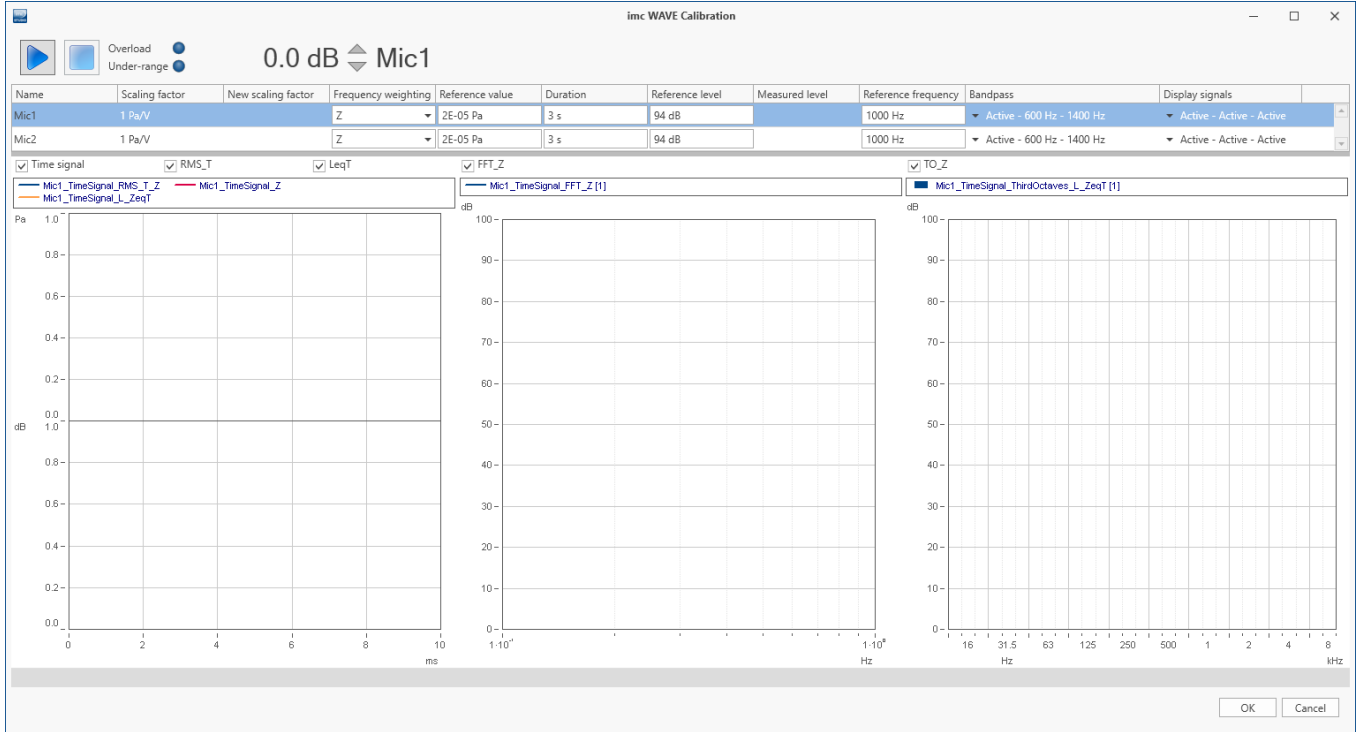 imc WAVE Calibration
Overload
Under-range
0.0 dB Mic1
Name Scaling factor New scaling factor Frequency weighting Reference value Duration Reference level Measured level Reference frequency Bandpass Display signals
Mic1 1 Pa/V Z 2E-05 Pa 3 s 94 dB 1000 Hz Active - 600 Hz - 1400 Hz Active - Active - Active
Mic2 1 Pa/V Z 2E-05 Pa 3 s 94 dB 1000 Hz Active - 600 Hz - 1400 Hz Active - Active - Active
Time signal RMS_T LeqT FFT_Z TO_Z
Mic1_TimeSignal_RMS_T_Z Mic1_TimeSignal_Z
Mic1_TimeSignal_L_ZeqT
Mic1_TimeSignal_FFT_Z [1]
Mic1_TimeSignal_ThirdOctaves_L_ZeqT [1]
Pa
1.0
0.8
0.6
0.4
0.2
0.0
dB
1.0
0.8
0.6
0.4
0.2
0.0
0 2 4 6 8 10
ms
dB
100
90
80
70
60
50
40
30
20
10
0
1·10⁻¹ 1·10⁰
Hz
dB
100
90
80
70
60
50
40
30
20
10
0
16 31.5 63 125 250 500 1 2 4 8
Hz kHz
OK Cancel